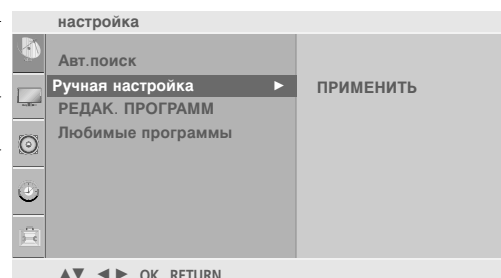 настройка
Авт.поиск
Ручная настройка ►
ПРИМЕНИТЬ
РЕДАК. ПРОГРАММ
Любимые программы
▲▼ ◄► OK RETURN